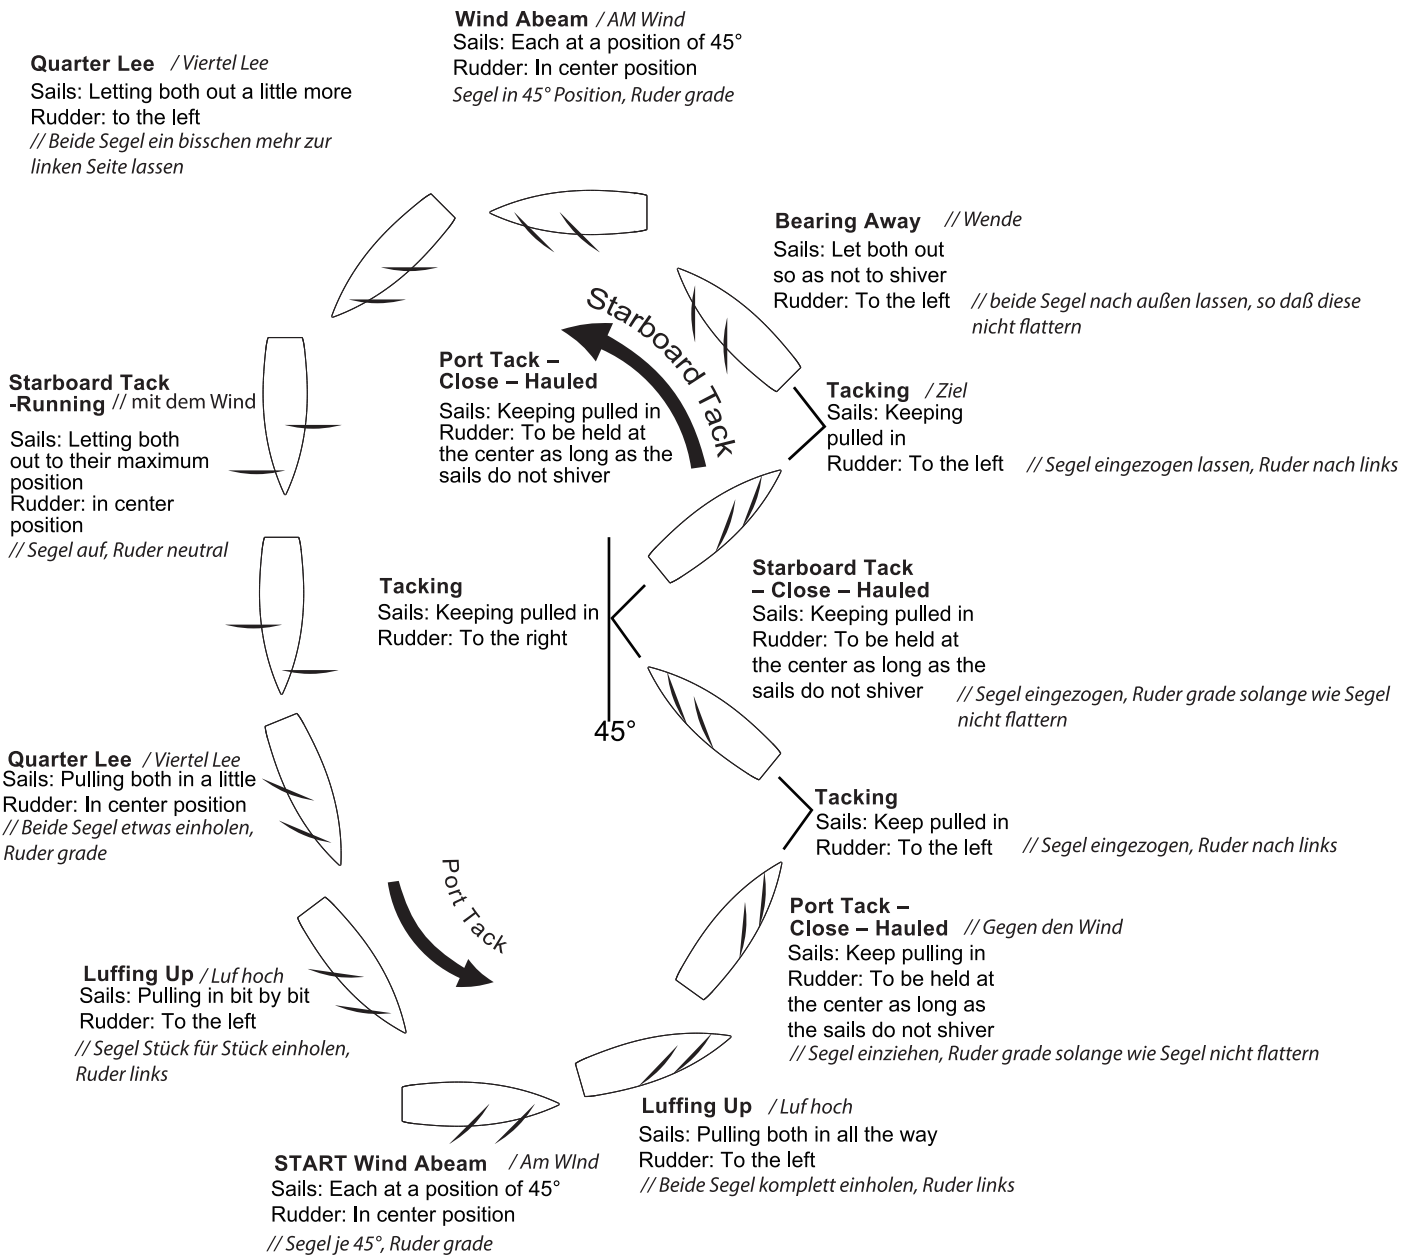 Wind Abeam / AM Wind
Sails: Each at a position of 45°
Rudder: In center position
Segel in 45° Position, Ruder grade
Quarter Lee / Viertel Lee
Sails: Letting both out a little more
Rudder: to the left
// Beide Segel ein bisschen mehr zur
linken Seite lassen
Bearing Away // Wende
Sails: Let both out
so as not to shiver
Rudder: To the left // beide Segel nach außen lassen, so daß diese
nicht flattern
Starboard Tack
Port Tack –
Close – Hauled
Sails: Keeping pulled in
Rudder: To be held at
the center as long as the
sails do not shiver
Starboard Tack
-Running // mit dem Wind
Sails: Letting both
out to their maximum
position
Rudder: in center
position
// Segel auf, Ruder neutral
Tacking / Ziel
Sails: Keeping
pulled in
Rudder: To the left // Segel eingezogen lassen, Ruder nach links
Tacking
Sails: Keeping pulled in
Rudder: To the right
45°
Starboard Tack
– Close – Hauled
Sails: Keeping pulled in
Rudder: To be held at
the center as long as the
sails do not shiver // Segel eingezogen, Ruder grade solange wie Segel
nicht flattern
Quarter Lee / Viertel Lee
Sails: Pulling both in a little
Rudder: In center position
// Beide Segel etwas einholen,
Ruder grade
Tacking
Sails: Keep pulled in
Rudder: To the left // Segel eingezogen, Ruder nach links
Port Tack
Port Tack –
Close – Hauled // Gegen den Wind
Sails: Keep pulling in
Rudder: To be held at
the center as long as
the sails do not shiver
// Segel einziehen, Ruder grade solange wie Segel nicht flattern
Luffing Up / Luf hoch
Sails: Pulling in bit by bit
Rudder: To the left
// Segel Stück für Stück einholen,
Ruder links
Luffing Up / Luf hoch
Sails: Pulling both in all the way
Rudder: To the left
// Beide Segel komplett einholen, Ruder links
START Wind Abeam / Am WInd
Sails: Each at a position of 45°
Rudder: In center position
// Segel je 45°, Ruder grade